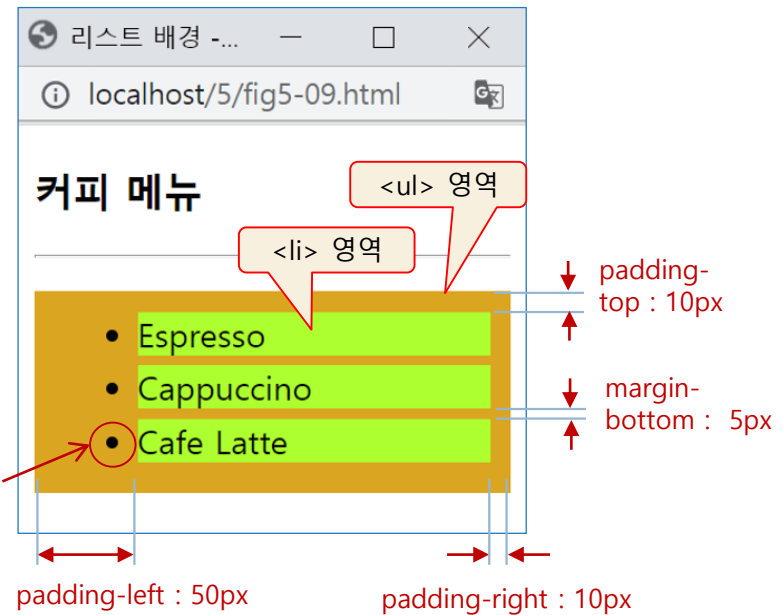 리스트 배경 -...
localhost/5/fig5-09.html
커피 메뉴
<ul> 영역
<li> 영역
padding-
top : 10px
Espresso
Cappuccino
Cafe Latte
margin-
bottom : 5px
padding-left : 50px
padding-right : 10px